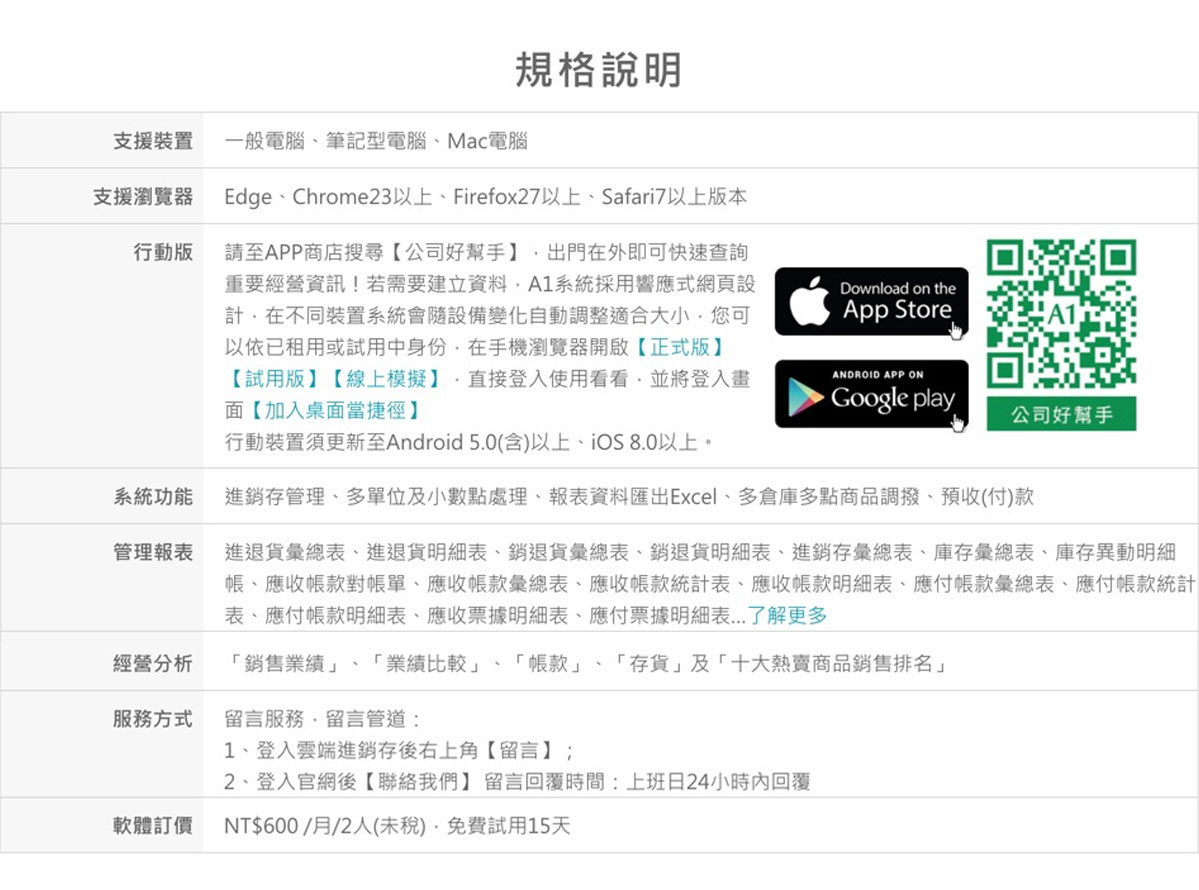 規格說明
支援裝置
一般電腦、筆記型電腦、Mac電腦
支援瀏覽器
Edge、Chrome23以上、Firefox27以上、Safari7以上版本
行動版
請至APP商店搜尋【公司好幫手】，出門在外即可快速查詢
重要經營資訊！若需要建立資料，A1系統採用響應式網頁設
計，在不同裝置系統會隨設備變化自動調整適合大小，您可
以依已租用或試用中身份，在手機瀏覽器開啟【正式版】
【試用版】【線上模擬】，直接登入使用看看，並將登入畫
面【加入桌面當捷徑】
行動裝置須更新至Android 5.0(含)以上、iOS 8.0以上。
Download on the
App Store
ANDROID APP ON
Google play
A1
公司好幫手
系統功能
進銷存管理、多單位及小數點處理、報表資料匯出Excel、多倉庫多點商品調撥、預收(付)款
管理報表
進退貨彙總表、進退貨明細表、銷退貨彙總表、銷退貨明細表、進銷存彙總表、庫存彙總表、庫存異動明細
帳、應收帳款對帳單、應收帳款彙總表、應收帳款統計表、應收帳款明細表、應付帳款彙總表、應付帳款統計
表、應付帳款明細表、應收票據明細表、應付票據明細表...了解更多
經營分析
「銷售業績」、「業績比較」、「帳款」、「存貨」及「十大熱賣商品銷售排名」
服務方式
留言服務，留言管道：
1、登入雲端進銷存後右上角【留言】；
2、登入官網後【聯絡我們】 留言回覆時間：上班日24小時內回覆
軟體訂價
NT$600 /月/2人(未稅)，免費試用15天